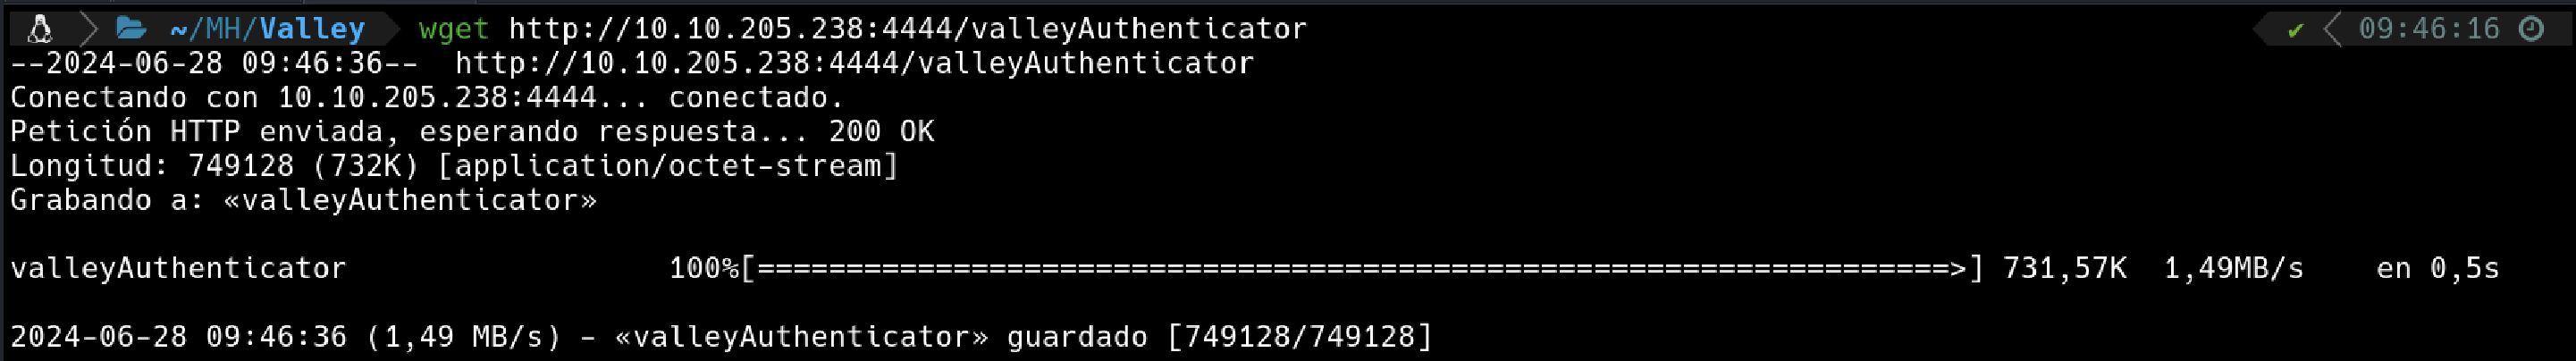 ~/MH/Valley wget http://10.10.205.238:4444/valleyAuthenticator ✔ 09:46:16
--2024-06-28 09:46:36--  http://10.10.205.238:4444/valleyAuthenticator
Conectando con 10.10.205.238:4444... conectado.
Petición HTTP enviada, esperando respuesta... 200 OK
Longitud: 749128 (732K) [application/octet-stream]
Grabando a: «valleyAuthenticator»
valleyAuthenticator 100%[===================================================================>] 731,57K 1,49MB/s en 0,5s
2024-06-28 09:46:36 (1,49 MB/s) - «valleyAuthenticator» guardado [749128/749128]